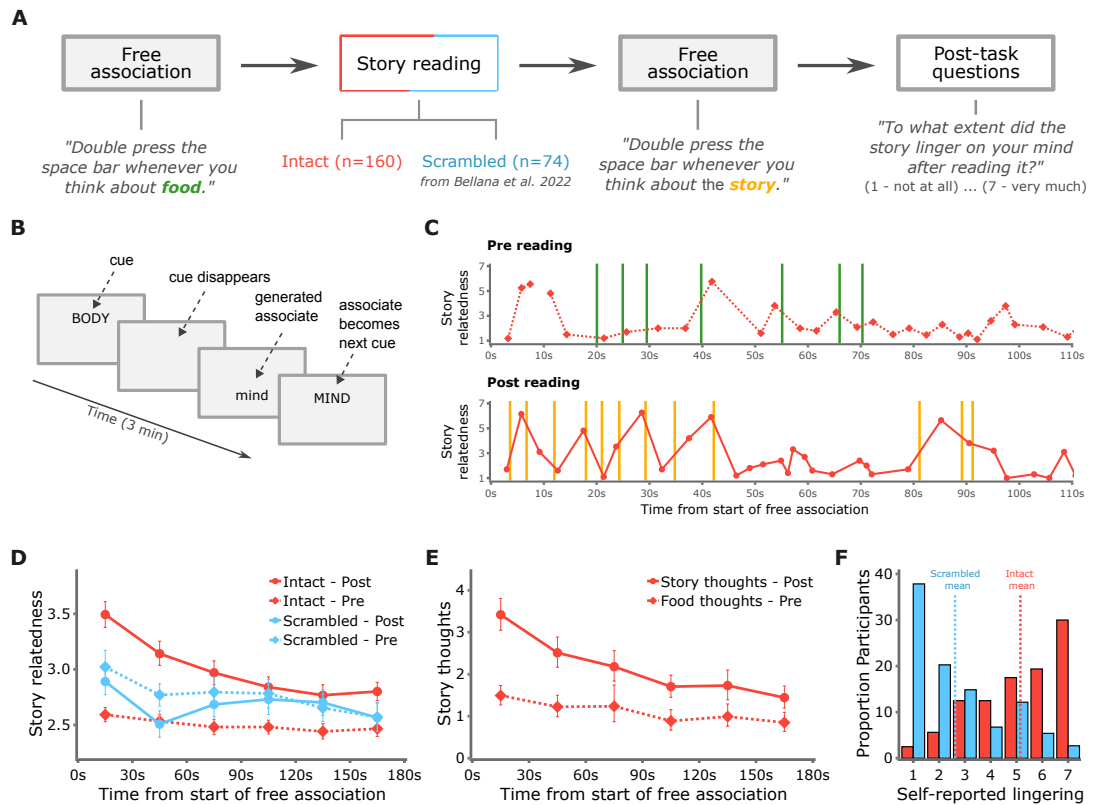 A
Free
association
Story reading
Free
association
Post-task
questions
"Double press the
space bar whenever you
think about food."
Intact (n=160)
Scrambled (n=74)
from Bellana et al. 2022
"Double press the
space bar whenever you
think about the story."
"To what extent did the
story linger on your mind
after reading it?"
(1 - not at all) ... (7 - very much)
B
cue
BODY
cue disappears
generated
associate
mind
associate
becomes
next cue
MIND
Time (3 min)
C
Pre reading
Story
relatedness
7
5
3
1
0s 10s 20s 30s 40s 50s 60s 70s 80s 90s 100s 110s
Post reading
Story
relatedness
7
5
3
1
0s 10s 20s 30s 40s 50s 60s 70s 80s 90s 100s 110s
Time from start of free association
D
Story relatedness
3.5
3.0
2.5
Intact - Post
Intact - Pre
Scrambled - Post
Scrambled - Pre
0s 30s 60s 90s 120s 150s 180s
Time from start of free association
E
Story thoughts
4
3
2
1
0
Story thoughts - Post
Food thoughts - Pre
0s 30s 60s 90s 120s 150s 180s
Time from start of free association
F
Proportion Participants
40
30
20
10
0
Scrambled
mean
Intact
mean
1 2 3 4 5 6 7
Self-reported lingering